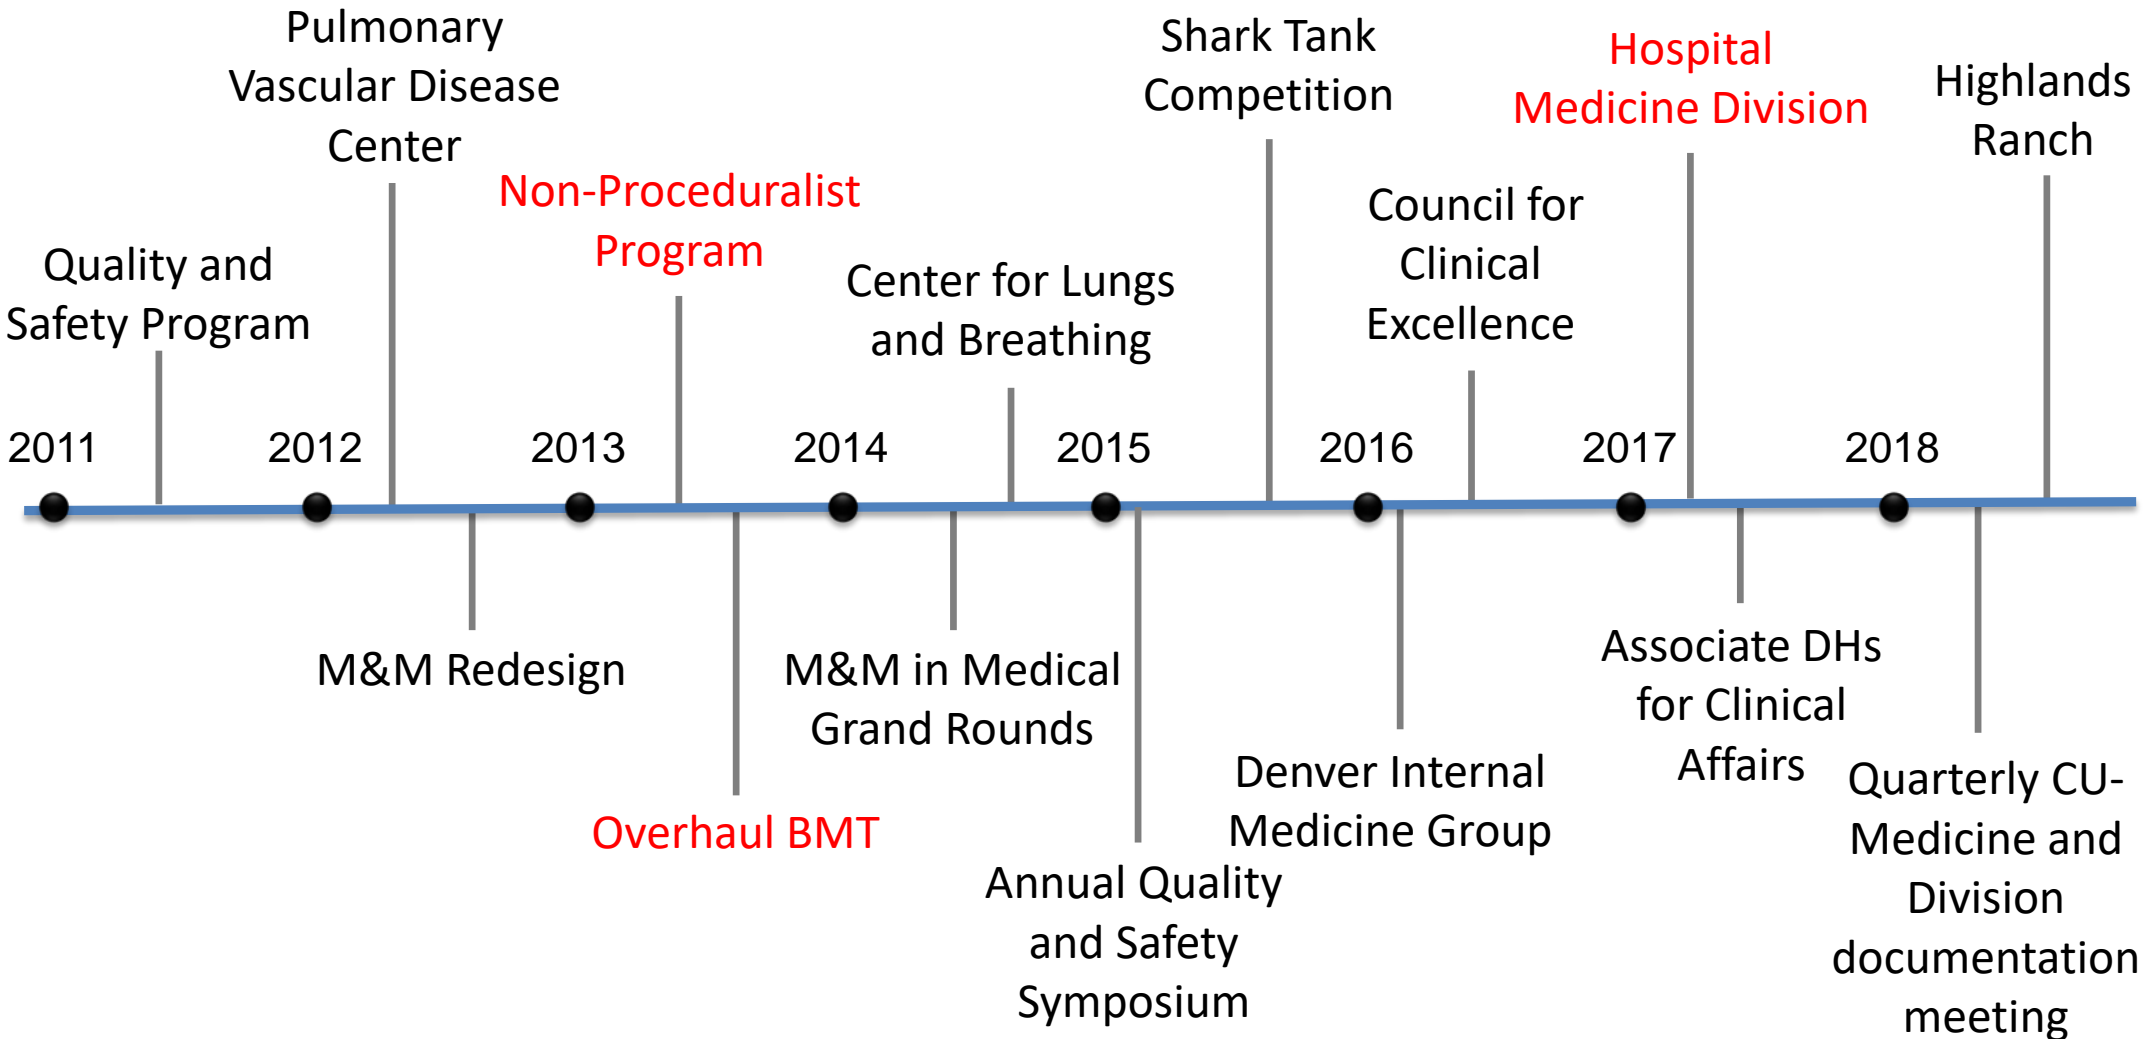 Pulmonary
Vascular Disease
Center
Shark Tank
Competition
Hospital
Medicine Division
Highlands
Ranch
Non-Proceduralist
Program
Council for
Clinical
Excellence
Quality and
Safety Program
Center for Lungs
and Breathing
2011
2012
2013
2014
2015
2016
2017
2018
M&M Redesign
M&M in Medical
Grand Rounds
Associate DHs
for Clinical
Affairs
Overhaul BMT
Denver Internal
Medicine Group
Annual Quality
and Safety
Symposium
Quarterly CU-
Medicine and
Division
documentation
meeting